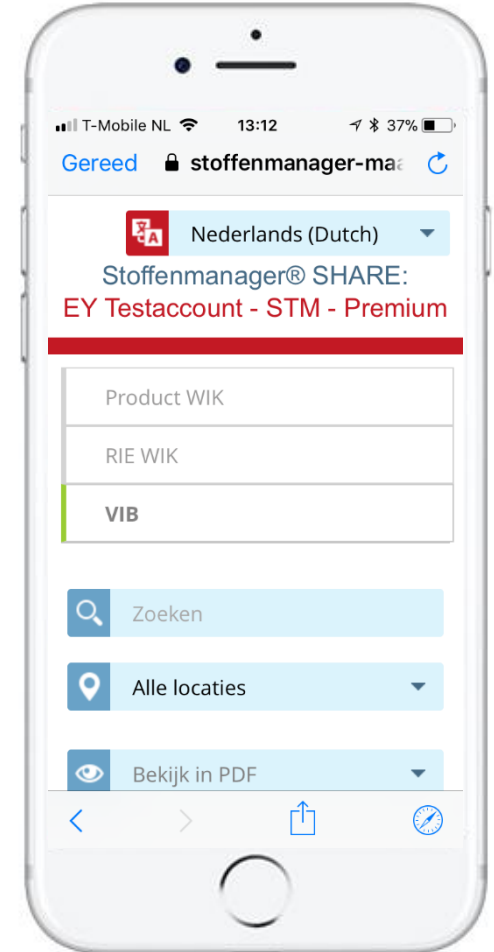 T-Mobile NL 13:12 37%
Gereed stoffenmanager-maa
Nederlands (Dutch)
Stoffenmanager® SHARE:
EY Testaccount - STM - Premium
Product WIK
RIE WIK
VIB
Zoeken
Alle locaties
Bekijk in PDF